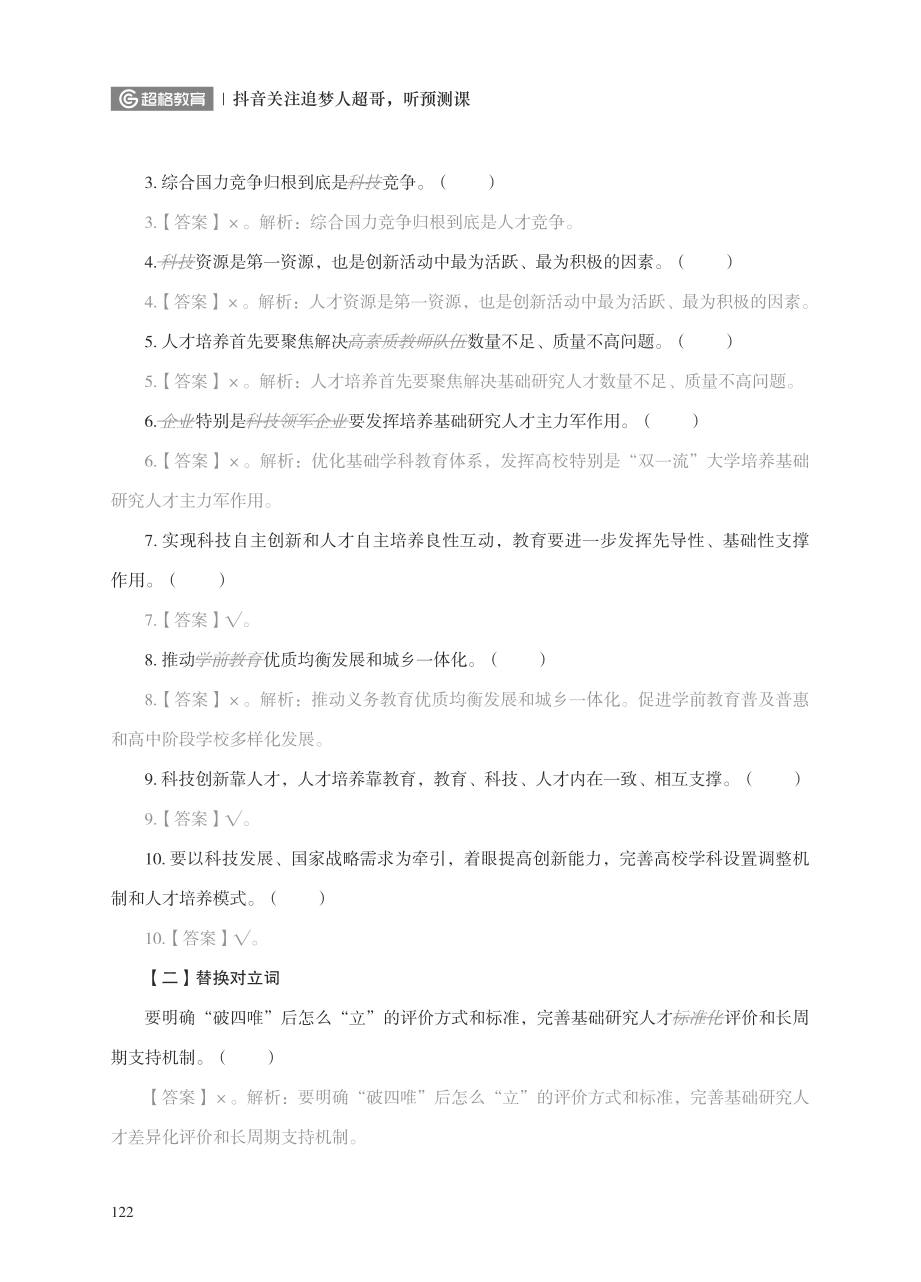 超格教育 | 抖音关注追梦人超哥，听预测课
3. 综合国力竞争归根到底是科技竞争。（　　）
3.【答案】×。解析：综合国力竞争归根到底是人才竞争。
4. 科技资源是第一资源，也是创新活动中最为活跃、最为积极的因素。（　　）
4.【答案】×。解析：人才资源是第一资源，也是创新活动中最为活跃、最为积极的因素。
5. 人才培养首先要聚焦解决高素质教师队伍数量不足、质量不高问题。（　　）
5.【答案】×。解析：人才培养首先要聚焦解决基础研究人才数量不足、质量不高问题。
6. 企业特别是科技领军企业要发挥培养基础研究人才主力军作用。（　　）
6.【答案】×。解析：优化基础学科教育体系，发挥高校特别是“双一流”大学培养基础
研究人才主力军作用。
7. 实现科技自主创新和人才自主培养良性互动，教育要进一步发挥先导性、基础性支撑
作用。（　　）
7.【答案】√。
8. 推动学前教育优质均衡发展和城乡一体化。（　　）
8.【答案】×。解析：推动义务教育优质均衡发展和城乡一体化。促进学前教育普及普惠
和高中阶段学校多样化发展。
9. 科技创新靠人才，人才培养靠教育，教育、科技、人才内在一致、相互支撑。（　　）
9.【答案】√。
10. 要以科技发展、国家战略需求为牵引，着眼提高创新能力，完善高校学科设置调整机
制和人才培养模式。（　　）
10.【答案】√。
【二】替换对立词
要明确“破四唯”后怎么“立”的评价方式和标准，完善基础研究人才标准化评价和长周
期支持机制。（　　）
【答案】×。解析：要明确“破四唯”后怎么“立”的评价方式和标准，完善基础研究人
才差异化评价和长周期支持机制。
122